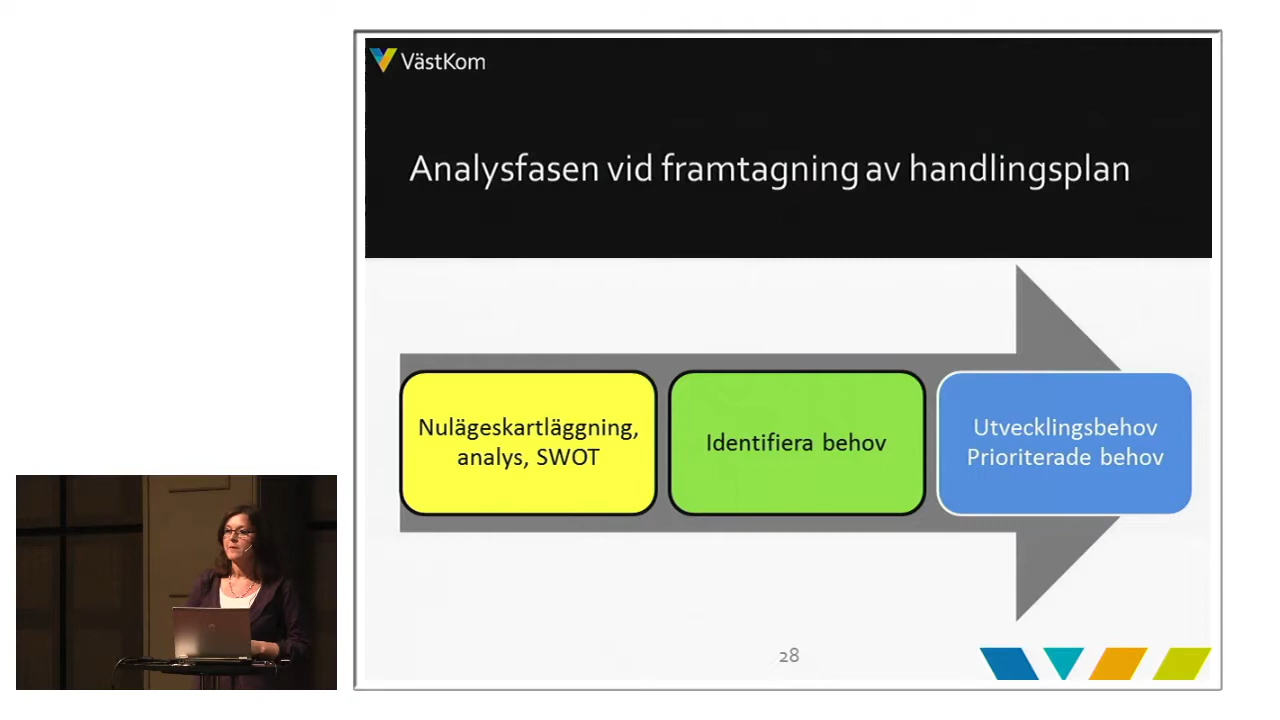 VästKom
Analysfasen vid framtagning av handlingsplan
Nulägeskartläggning,
analys, SWOT
Identifiera behov
Utvecklingsbehov
Prioriterade behov
28